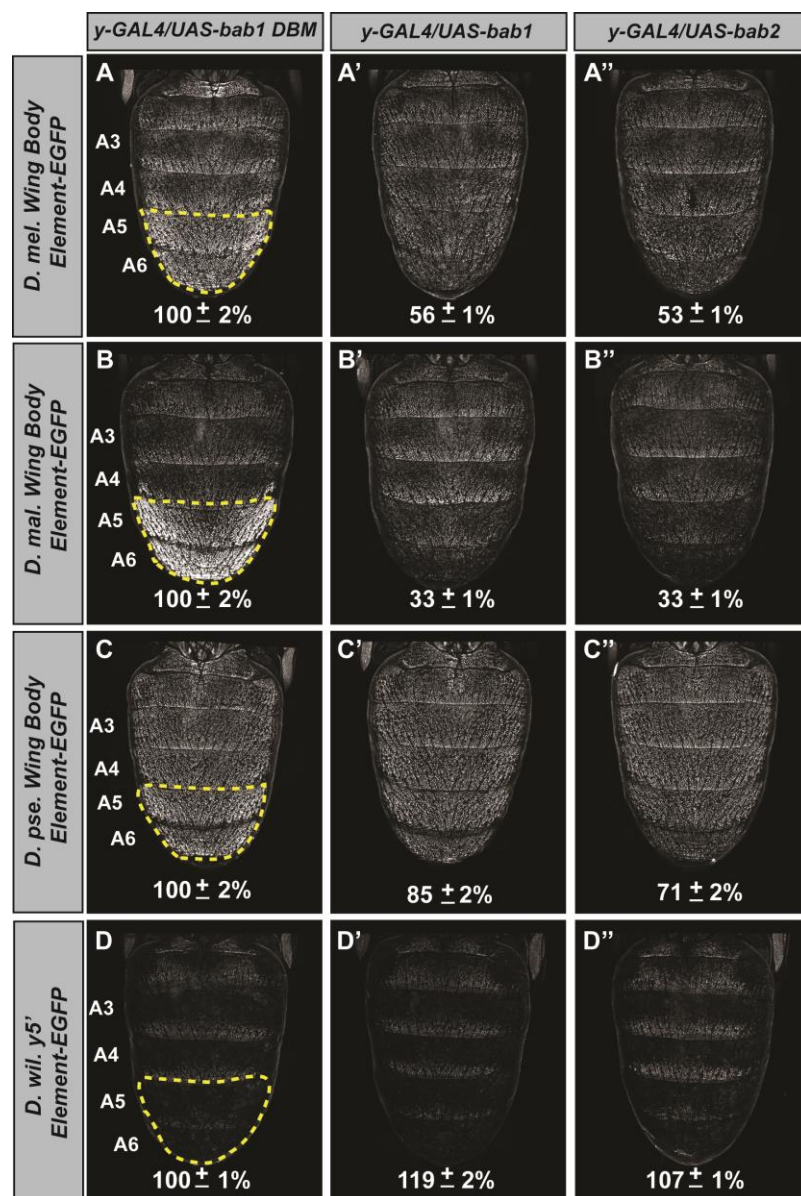 y-GAL4/UAS-bab1 DBM
y-GAL4/UAS-bab1
y-GAL4/UAS-bab2
D. mel. Wing Body
Element-EGFP
A
A3
A4
A5
A6
100 ± 2%
A'
56 ± 1%
A''
53 ± 1%
D. mal. Wing Body
Element-EGFP
B
A3
A4
A5
A6
100 ± 2%
B'
33 ± 1%
B''
33 ± 1%
D. pse. Wing Body
Element-EGFP
C
A3
A4
A5
A6
100 ± 2%
C'
85 ± 2%
C''
71 ± 2%
D. wil. y5'
Element-EGFP
D
A3
A4
A5
A6
100 ± 1%
D'
119 ± 2%
D''
107 ± 1%